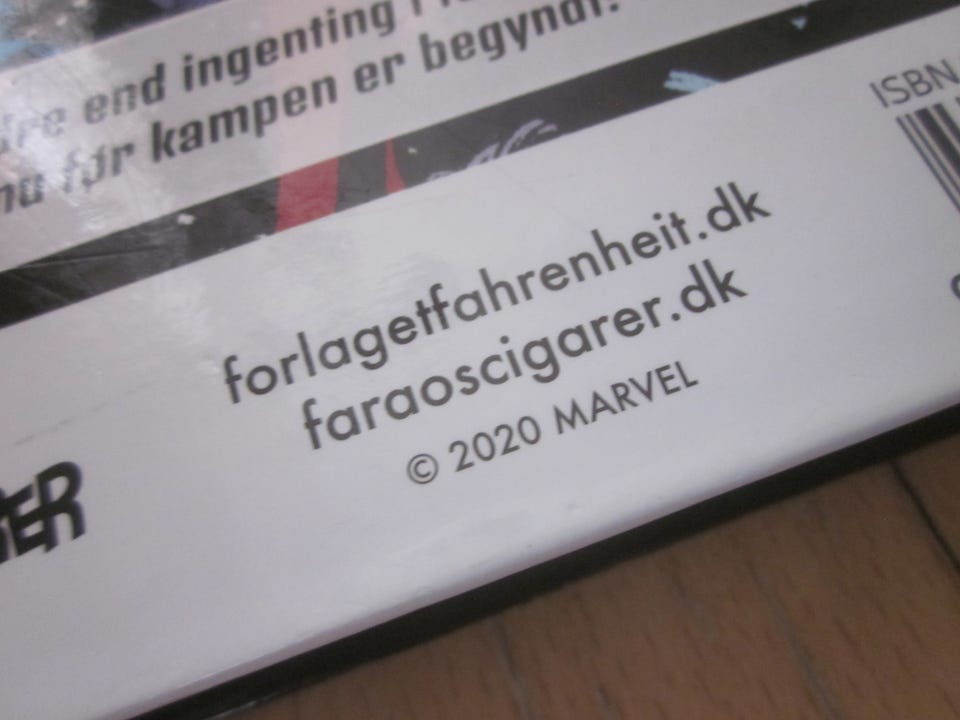 end ingenting
før kampen er begyndt.
ISBN
forlagetfahrenheit.dk
faraoscigarer.dk
© 2020 MARVEL